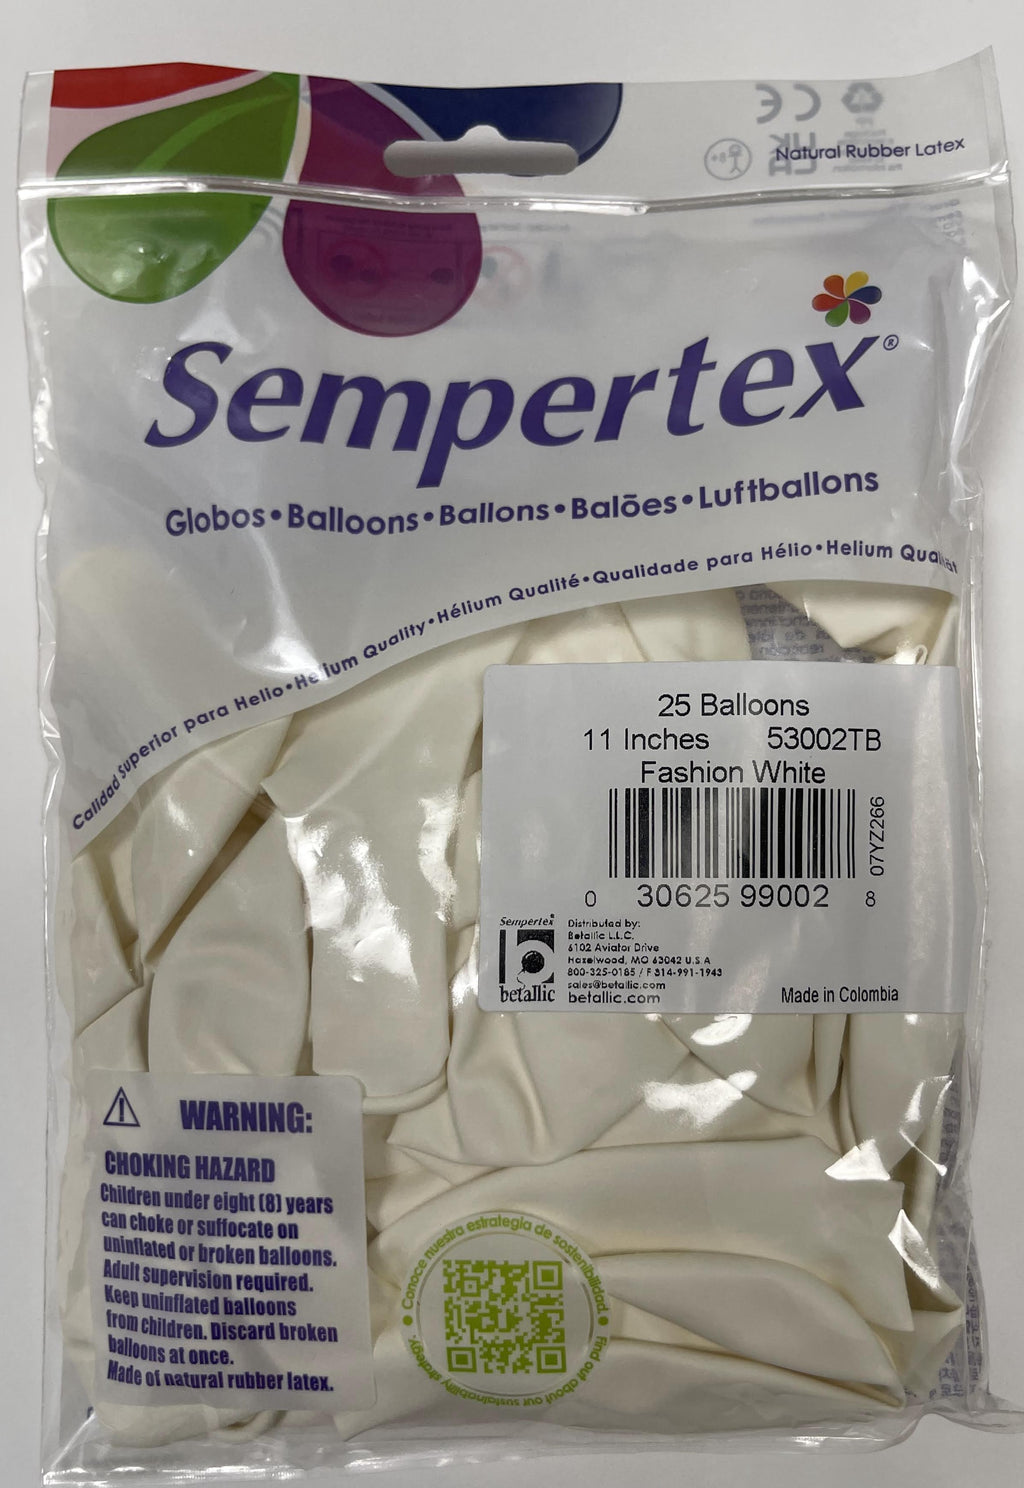 Natural Rubber Latex
Sempertex®
Globos • Balloons • Ballons • Balões • Luftballons
Calidad Superior para Helio • Helium Quality • Hélium Qualité • Qualidade para Hélio • Helium Qualität
25 Balloons
11 Inches 53002TB
Fashion White
07YZ266
0 30625 99002 8
Sempertex®
betallic
Distributed by:
Betallic L.L.C.
6102 Aviator Drive
Hazelwood, MO 63042 U.S.A
800-325-0185 / F 314-991-1943
sales@betallic.com
betallic.com
Made in Colombia
WARNING:
CHOKING HAZARD
Children under eight (8) years
can choke or suffocate on
uninflated or broken balloons.
Adult supervision required.
Keep uninflated balloons
from children. Discard broken
balloons at once.
Made of natural rubber latex.
• Conoce nuestra estrategia de sostenibilidad.
• Find out about our sustainability strategy.